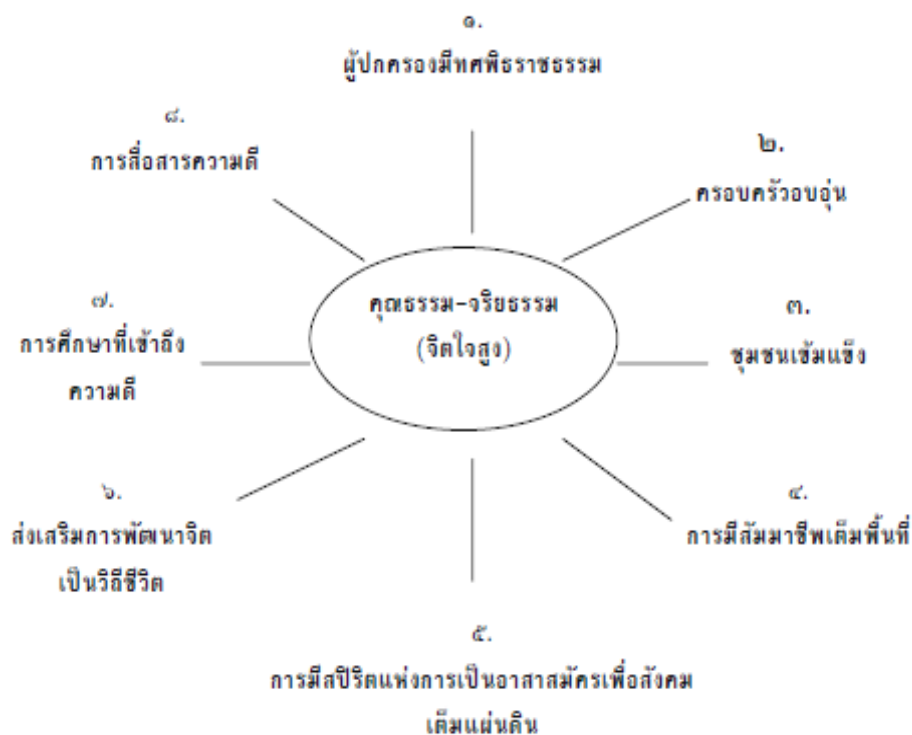 ๑.
ผู้ปกครองมีทศพิธราชธรรม
๒.
ครอบครัวอบอุ่น
๓.
ชุมชนเข้มแข็ง
๔.
การมีสัมมาชีพเต็มพื้นที่
๕.
การมีสปิริตแห่งการเป็นอาสาสมัครเพื่อสังคม
เต็มแผ่นดิน
๖.
ส่งเสริมการพัฒนาจิต
เป็นวิถีชีวิต
๗.
การศึกษาที่เข้าถึง
ความดี
๘.
การสื่อสารความดี
คุณธรรม-จริยธรรม
(จิตใจสูง)